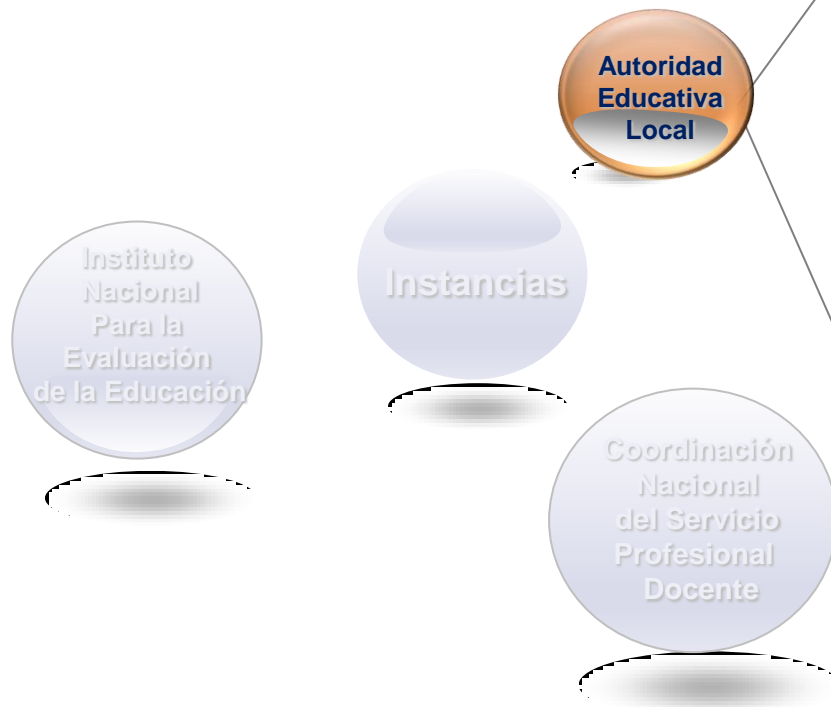 Autoridad
Educativa
Local
Instancias
Instituto
Nacional
Para la
Evaluación
de la Educación
Coordinación
Nacional
del Servicio
Profesional
Docente